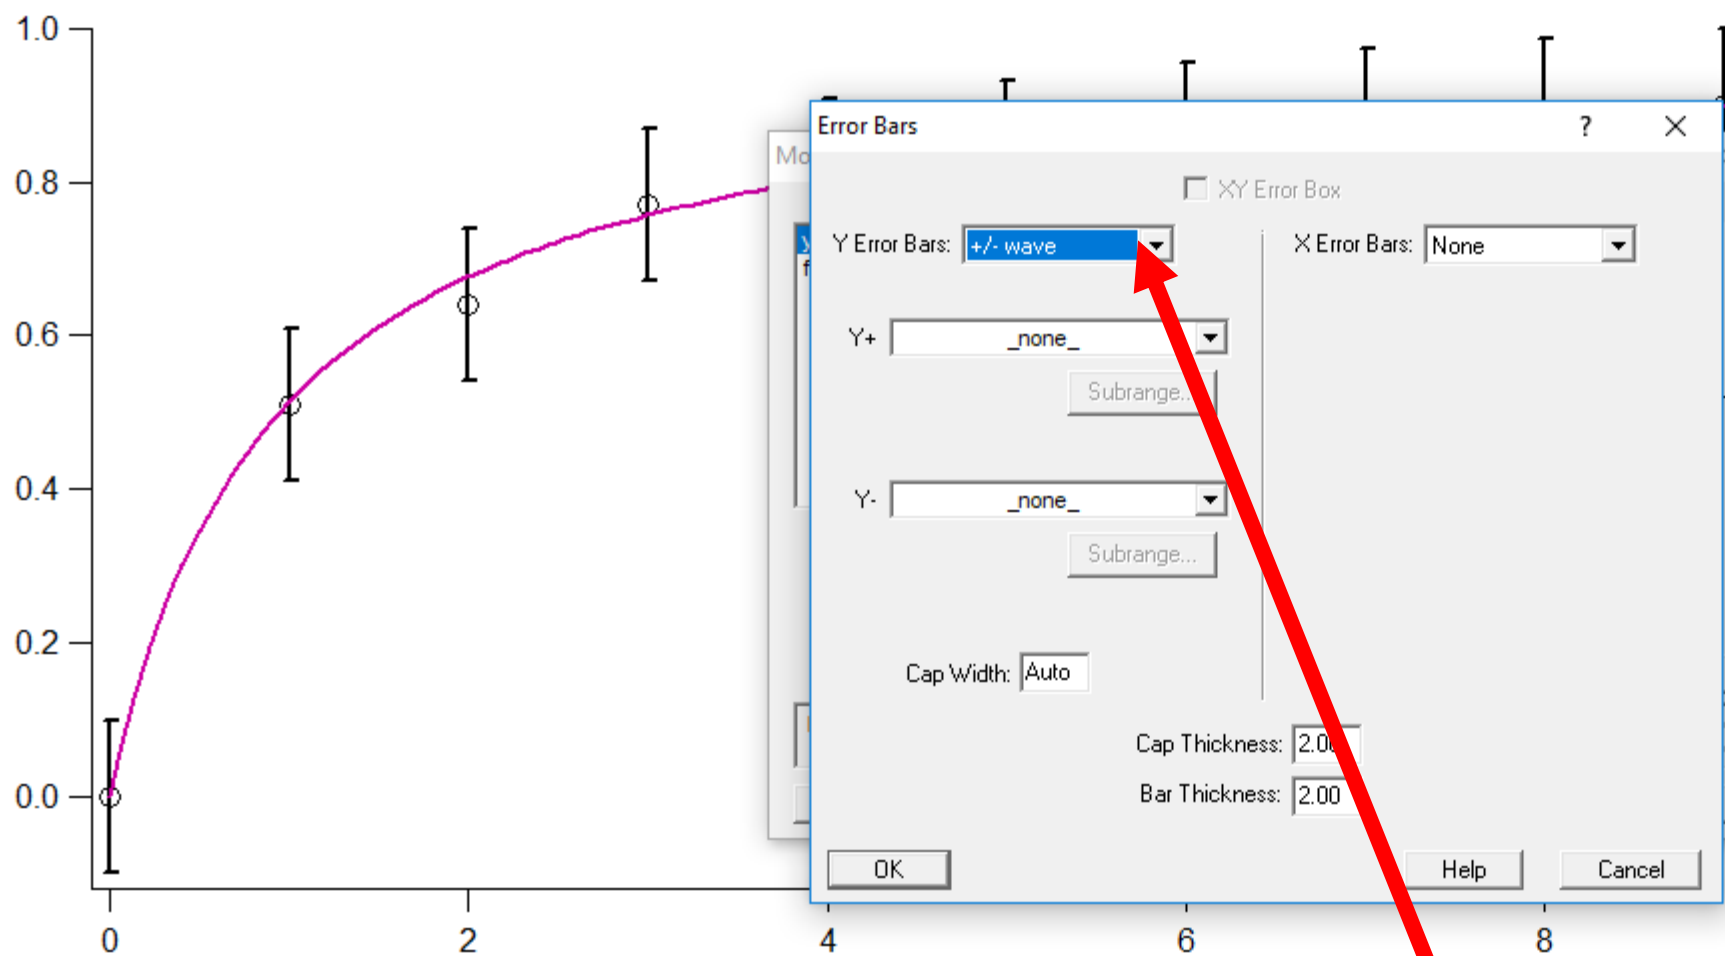 1.0
0.8
0.6
0.4
0.2
0.0
0
2
4
6
8
Mo
y
f
Error Bars
?
XY Error Box
Y Error Bars: +/- wave
X Error Bars: None
Y+ _none_
Subrange...
Y- _none_
Subrange...
Cap Width: Auto
Cap Thickness: 2.00
Bar Thickness: 2.00
OK
Help
Cancel